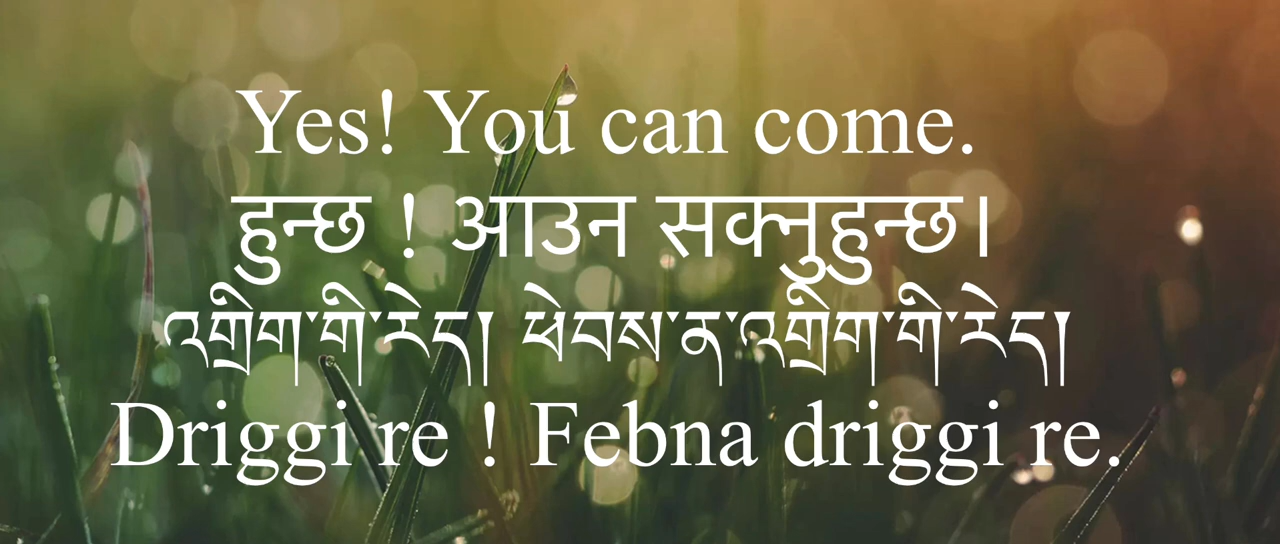 Yes! You can come.
हुन्छ ! आउन सक्नुहुन्छ।
འགྲིག་གི་རེད། ཕེབས་ན་འགྲིག་གི་རེད།
Driggi re ! Febna driggi re.